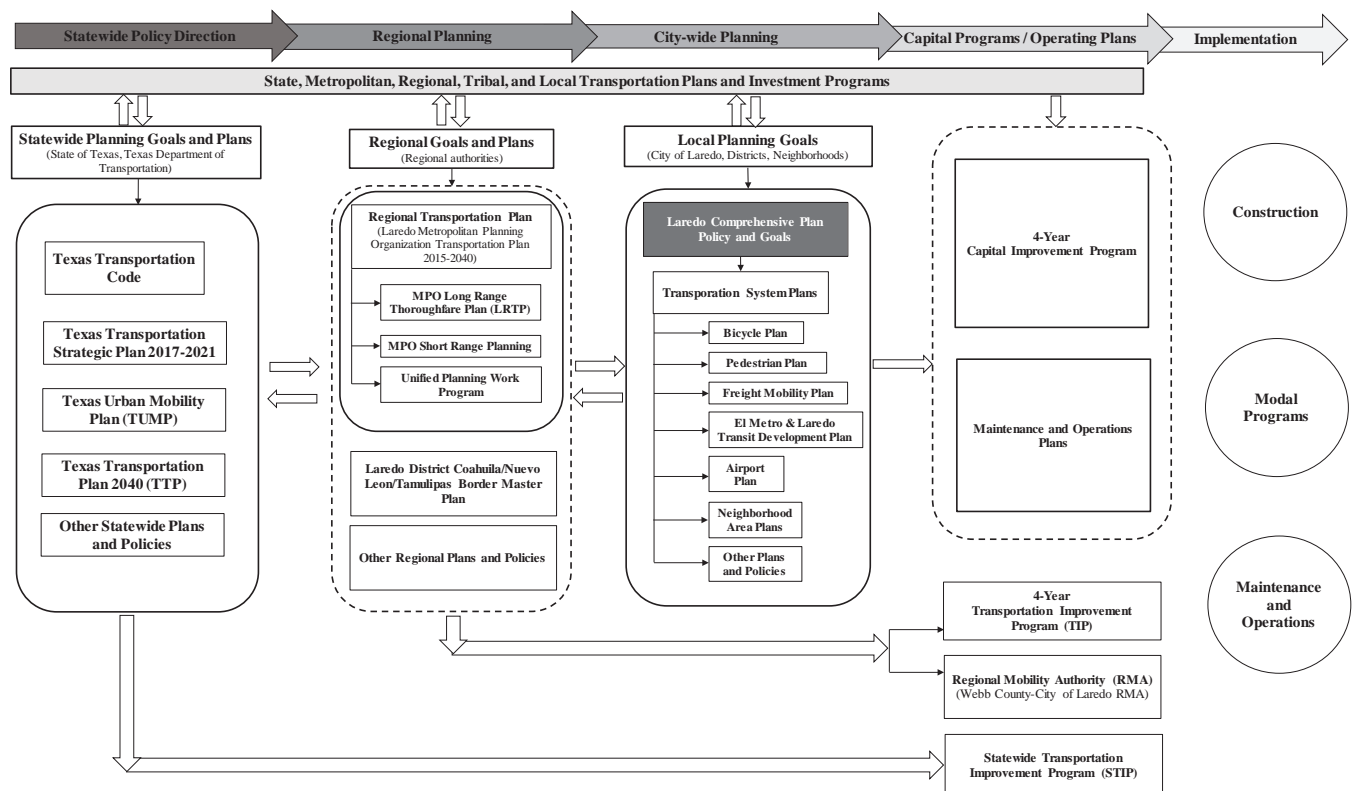 Statewide Policy Direction
Regional Planning
City-wide Planning
Capital Programs / Operating Plans
Implementation
State, Metropolitan, Regional, Tribal, and Local Transportation Plans and Investment Programs
Statewide Planning Goals and Plans
(State of Texas, Texas Department of
Transportation)
Texas Transportation
Code
Texas Transportation
Strategic Plan 2017-2021
Texas Urban Mobility
Plan (TUMP)
Texas Transportation
Plan 2040 (TTP)
Other Statewide Plans
and Policies
Regional Goals and Plans
(Regional authorities)
Regional Transportation Plan
(Laredo Metropolitan Planning
Organization Transportation Plan
2015-2040)
MPO Long Range
Thoroughfare Plan (LRTP)
MPO Short Range Planning
Unified Planning Work
Program
Laredo District Coahuila/Nuevo
Leon/Tamulipas Border Master
Plan
Other Regional Plans and Policies
Local Planning Goals
(City of Laredo, Districts, Neighborhoods)
Laredo Comprehensive Plan
Policy and Goals
Transporation System Plans
Bicycle Plan
Pedestrian Plan
Freight Mobility Plan
El Metro & Laredo
Transit Development Plan
Airport
Plan
Neighborhood
Area Plans
Other Plans
and Policies
4-Year
Capital Improvement Program
Maintenance and Operations
Plans
4-Year
Transportation Improvement
Program (TIP)
Regional Mobility Authority (RMA)
(Webb County-City of Laredo RMA)
Statewide Transportation
Improvement Program (STIP)
Construction
Modal
Programs
Maintenance
and
Operations